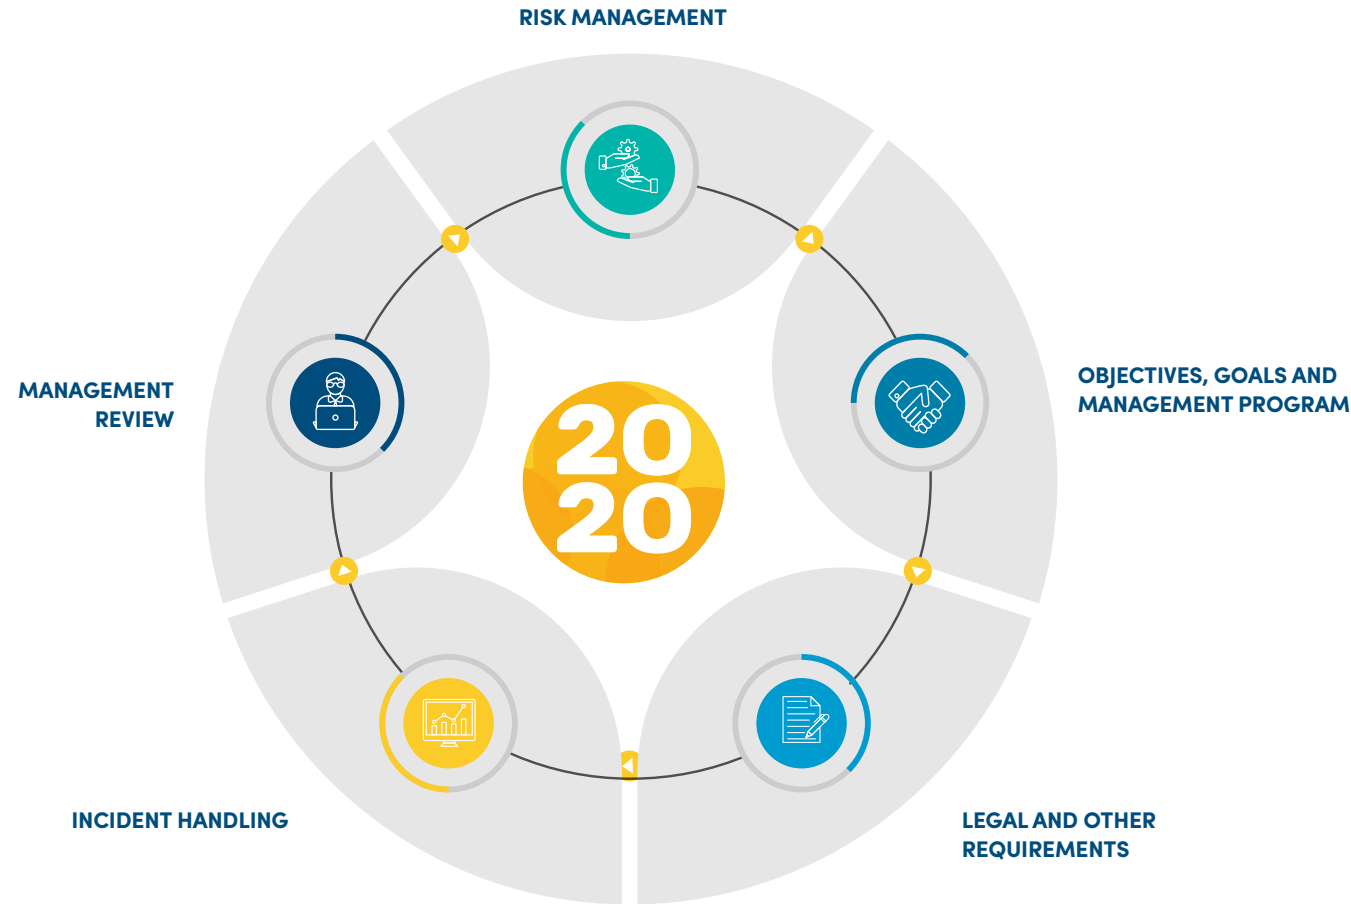 RISK MANAGEMENT
MANAGEMENT
REVIEW
OBJECTIVES, GOALS AND
MANAGEMENT PROGRAM
20
20
INCIDENT HANDLING
LEGAL AND OTHER
REQUIREMENTS